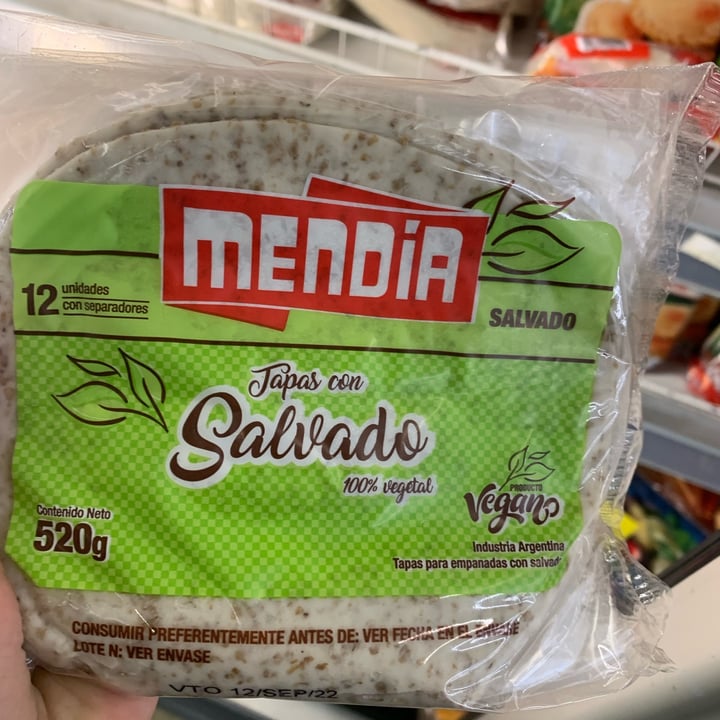 MENDÍA
12 unidades
con separadores
SALVADO
Tapas con
Salvado
100% vegetal
PRODUCTO
Vegano
Contenido Neto
520g
Industria Argentina
Tapas para empanadas con salvado
CONSUMIR PREFERENTEMENTE ANTES DE: VER FECHA EN EL ENVASE
LOTE N: VER ENVASE
VTO 12/SEP/22